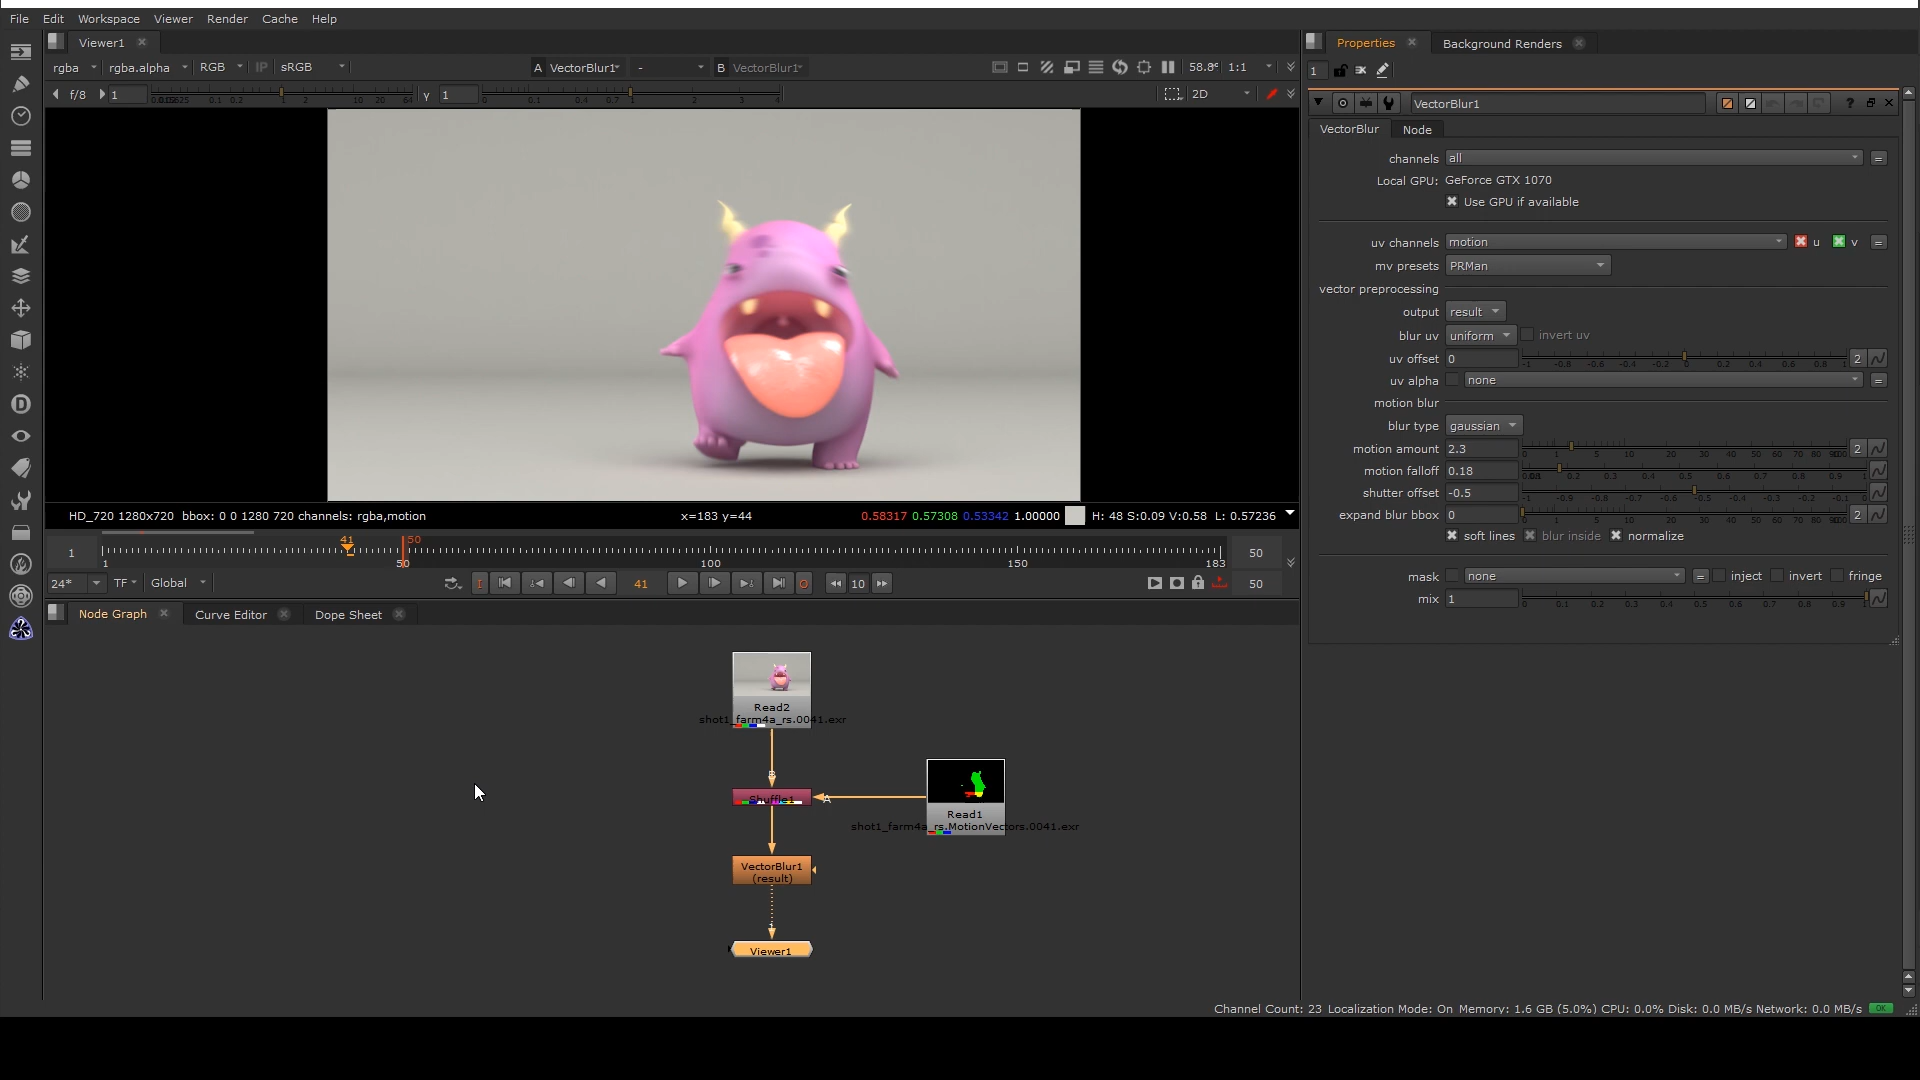 File Edit Workspace Viewer Render Cache Help
Viewer1
rgba rgba.alpha RGB IP sRGB A VectorBlur1 - B VectorBlur1 1:1
f/8 1 γ 1 2D
HD_720 1280x720 bbox: 0 0 1280 720 channels: rgba,motion x=183 y=44 0.58317 0.57308 0.53342 1.00000 H: 48 S:0.09 V:0.58 L: 0.57236
41 50
1 50
1 50 100 150 183
24* TF Global I 41 O 10 50
Node Graph Curve Editor Dope Sheet
Read2
shot1_farm4a_rs.0041.exr
B
Shuffle1 A
Read1
shot1_farm4a_rs.MotionVectors.0041.exr
VectorBlur1
(result)
Viewer1
Properties Background Renders
1
VectorBlur1
VectorBlur Node
channels all =
Local GPU: GeForce GTX 1070
Use GPU if available
uv channels motion u v =
mv presets PRMan
vector preprocessing
output result
blur uv uniform invert uv
uv offset 0 -1 -0.8 -0.6 -0.4 -0.2 0 0.2 0.4 0.6 0.8 1 2
uv alpha none =
motion blur
blur type gaussian
motion amount 2.3 0 1 5 10 20 30 40 50 60 70 80 2
motion falloff 0.18 0.2 0.3 0.4 0.5 0.6 0.7 0.8 0.9 1
shutter offset -0.5 -1 -0.9 -0.8 -0.7 -0.6 -0.5 -0.4 -0.3 -0.2 -0.1 0
expand blur bbox 0 0 1 5 10 20 30 40 50 60 70 80 2
soft lines blur inside normalize
mask none = inject invert fringe
mix 1 0 0.1 0.2 0.3 0.4 0.5 0.6 0.7 0.8 0.9 1
Channel Count: 23 Localization Mode: On Memory: 1.6 GB (5.0%) CPU: 0.0% Disk: 0.0 MB/s Network: 0.0 MB/s OK